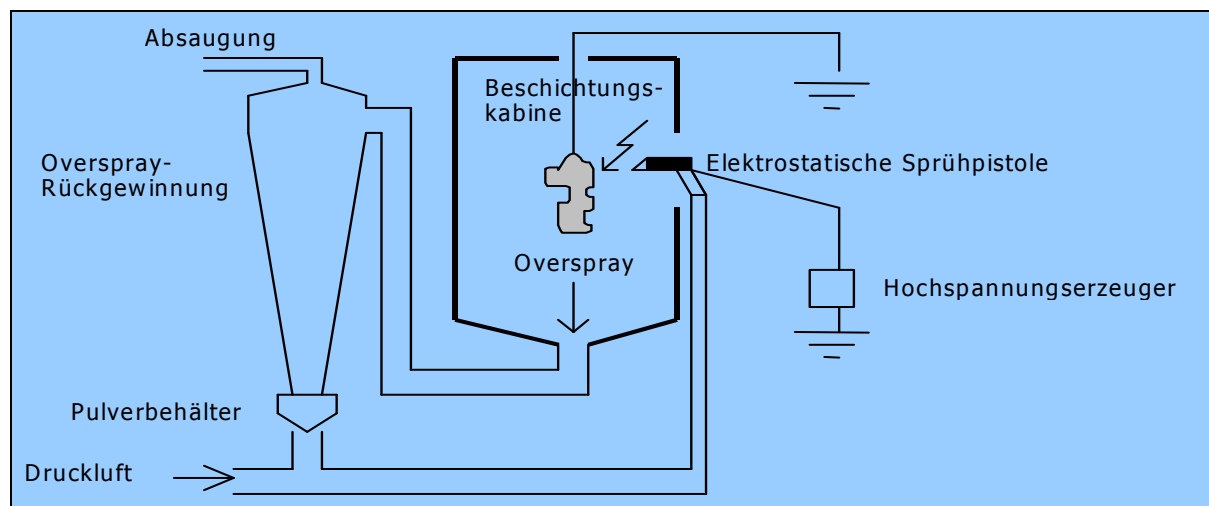 Absaugung
Beschichtungs-
kabine
Overspray-
Rückgewinnung
Elektrostatische Sprühpistole
Overspray
Hochspannungserzeuger
Pulverbehälter
Druckluft